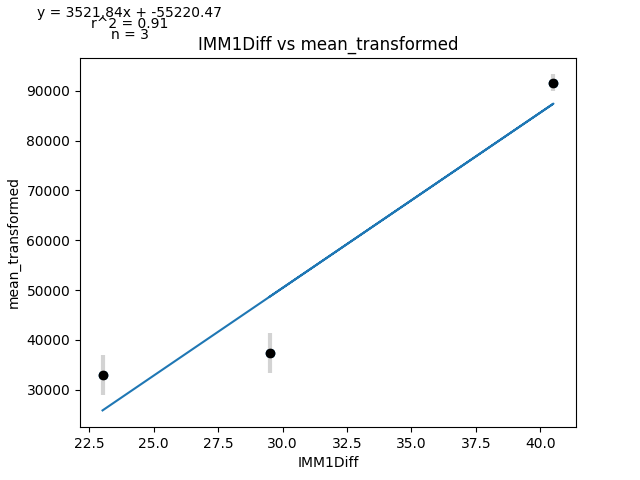 y = 3521.84x + -55220.47
r^2 = 0.91
n = 3
IMM1Diff vs mean_transformed
90000
80000
70000
60000
50000
40000
30000
mean_transformed
22.5 25.0 27.5 30.0 32.5 35.0 37.5 40.0
IMM1Diff